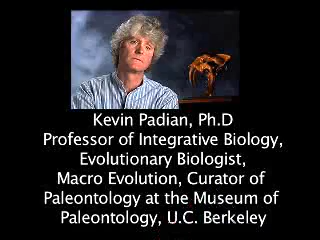 Kevin Padian, Ph.D
Professor of Integrative Biology,
Evolutionary Biologist,
Macro Evolution, Curator of
Paleontology at the Museum of
Paleontology, U.C. Berkeley